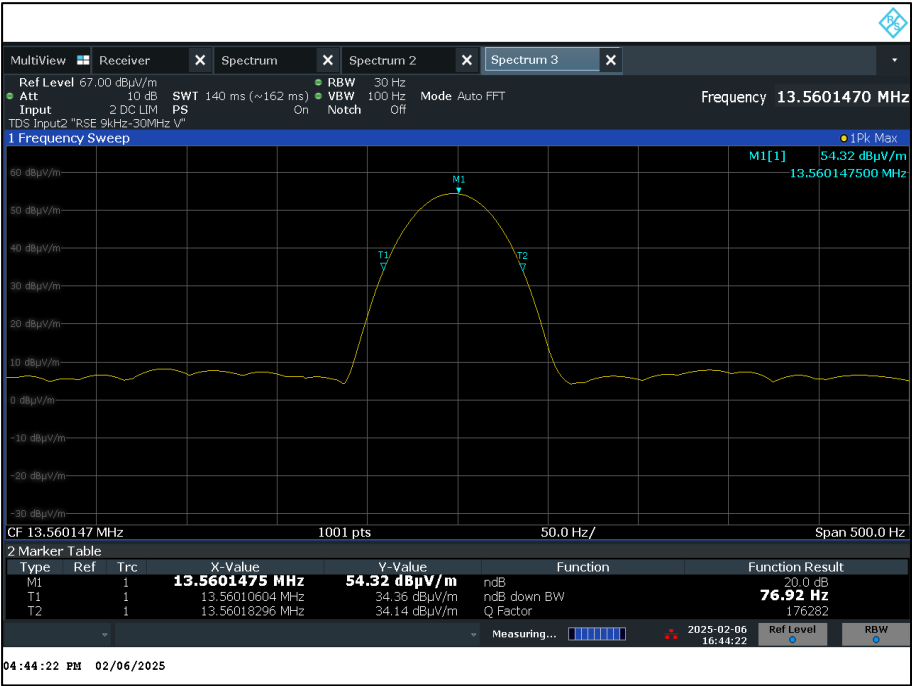 R&S
MultiView Receiver X Spectrum X Spectrum 2 X Spectrum 3 X
Ref Level 67.00 dBµV/m RBW 30 Hz
Att 10 dB SWT 140 ms (~162 ms) VBW 100 Hz Mode Auto FFT Frequency 13.5601470 MHz
Input 2 DC LIM PS On Notch Off
TDS Input2 "RSE 9kHz-30MHz V"
1 Frequency Sweep 1Pk Max
M1[1] 54.32 dBµV/m
13.560147500 MHz
60 dBµV/m
M1
50 dBµV/m
40 dBµV/m
T1 T2
30 dBµV/m
20 dBµV/m
10 dBµV/m
0 dBµV/m
-10 dBµV/m
-20 dBµV/m
-30 dBµV/m
CF 13.560147 MHz 1001 pts 50.0 Hz/ Span 500.0 Hz
2 Marker Table
Type Ref Trc X-Value Y-Value Function Function Result
M1 1 13.5601475 MHz 54.32 dBµV/m ndB 20.0 dB
T1 1 13.56010604 MHz 34.36 dBµV/m ndB down BW 76.92 Hz
T2 1 13.56018296 MHz 34.14 dBµV/m Q Factor 176282
Measuring... 2025-02-06 Ref Level RBW
16:44:22
04:44:22 PM 02/06/2025